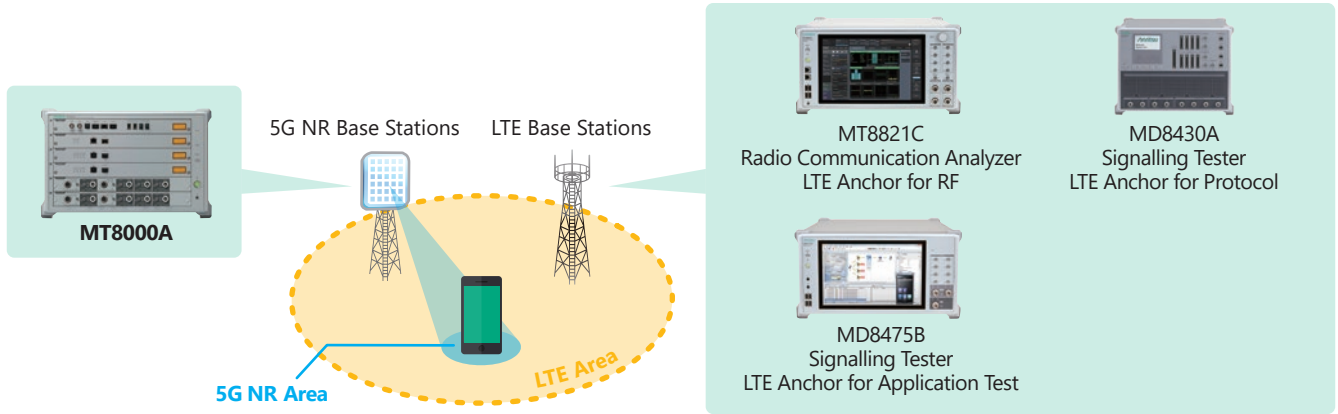 MT8000A
5G NR Base Stations
LTE Base Stations
5G NR Area
LTE Area
MT8821C
Radio Communication Analyzer
LTE Anchor for RF
MD8430A
Signalling Tester
LTE Anchor for Protocol
MD8475B
Signalling Tester
LTE Anchor for Application Test